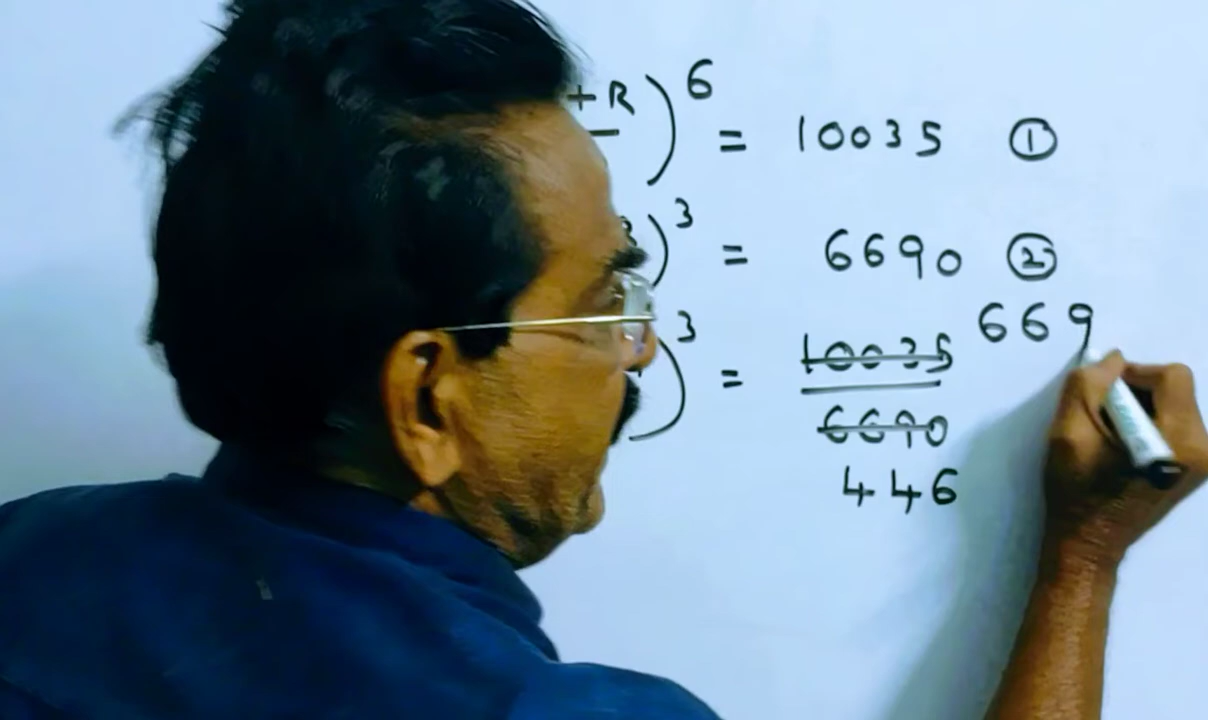 + R )⁶ = 10035 ①
)³ = 6690 ②
)³ = 10035 669
6690
446